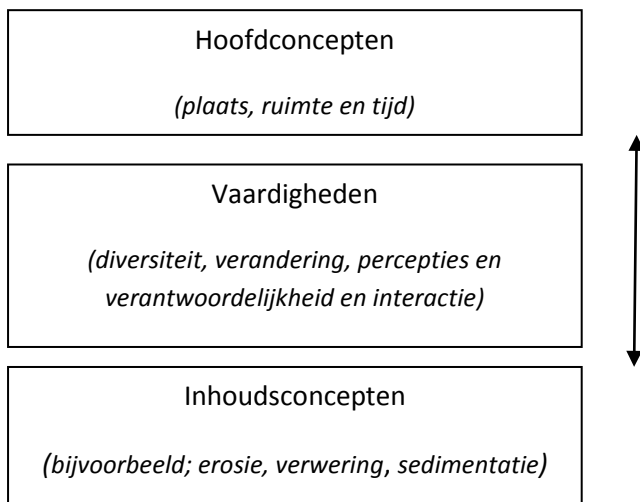 Hoofdconcepten
(plaats, ruimte en tijd)
Vaardigheden
(diversiteit, verandering, percepties en
verantwoordelijkheid en interactie)
Inhoudsconcepten
(bijvoorbeeld; erosie, verwering, sedimentatie)